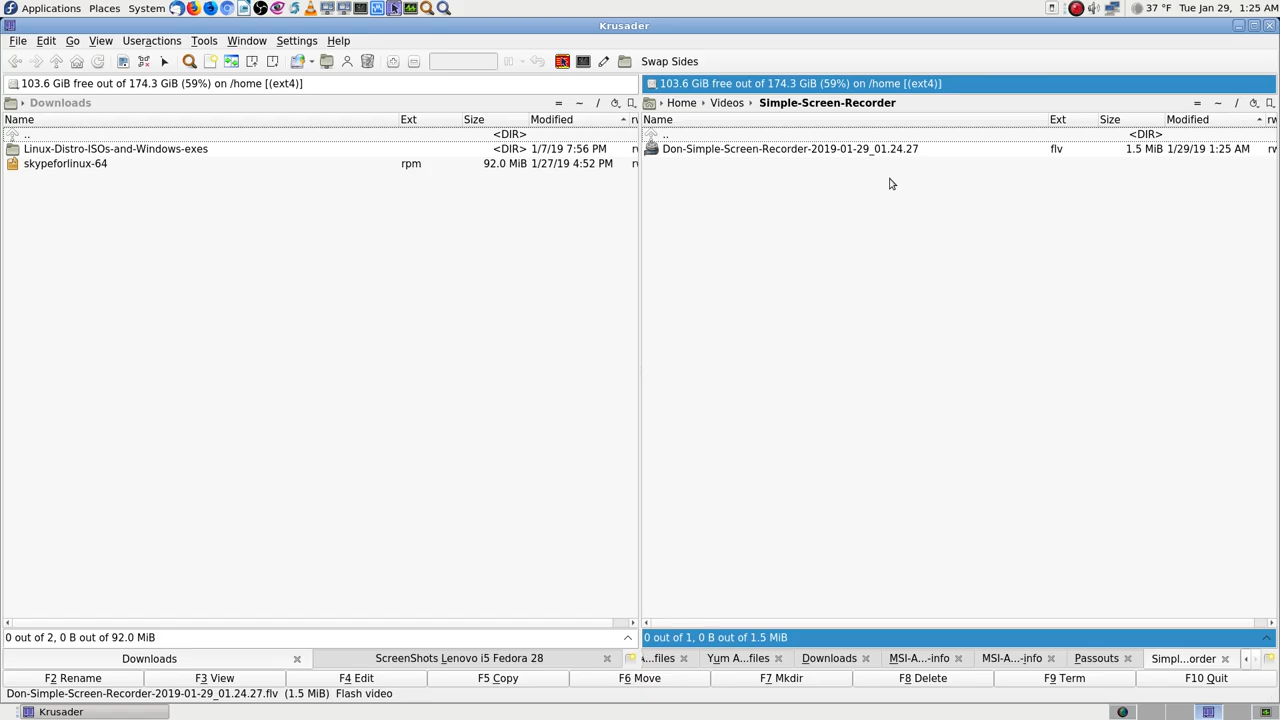 Applications Places System 37 °F Tue Jan 29, 1:25 AM
Krusader
File Edit Go View Useractions Tools Window Settings Help
Swap Sides
103.6 GiB free out of 174.3 GiB (59%) on /home [(ext4)]
103.6 GiB free out of 174.3 GiB (59%) on /home [(ext4)]
Downloads = ~ /
Home Videos Simple-Screen-Recorder = ~ /
Name Ext Size Modified rw
Name Ext Size Modified rw
.. <DIR>
.. <DIR>
Linux-Distro-ISOs-and-Windows-exes <DIR> 1/7/19 7:56 PM rw
Don-Simple-Screen-Recorder-2019-01-29_01.24.27 flv 1.5 MiB 1/29/19 1:25 AM rw
skypeforlinux-64 rpm 92.0 MiB 1/27/19 4:52 PM rw
0 out of 2, 0 B out of 92.0 MiB
0 out of 1, 0 B out of 1.5 MiB
Downloads ScreenShots Lenovo i5 Fedora 28 A...files Yum A...files Downloads MSI-A...-info MSI-A...-info Passouts Simpl...order
F2 Rename F3 View F4 Edit F5 Copy F6 Move F7 Mkdir F8 Delete F9 Term F10 Quit
Don-Simple-Screen-Recorder-2019-01-29_01.24.27.flv (1.5 MiB) Flash video
Krusader